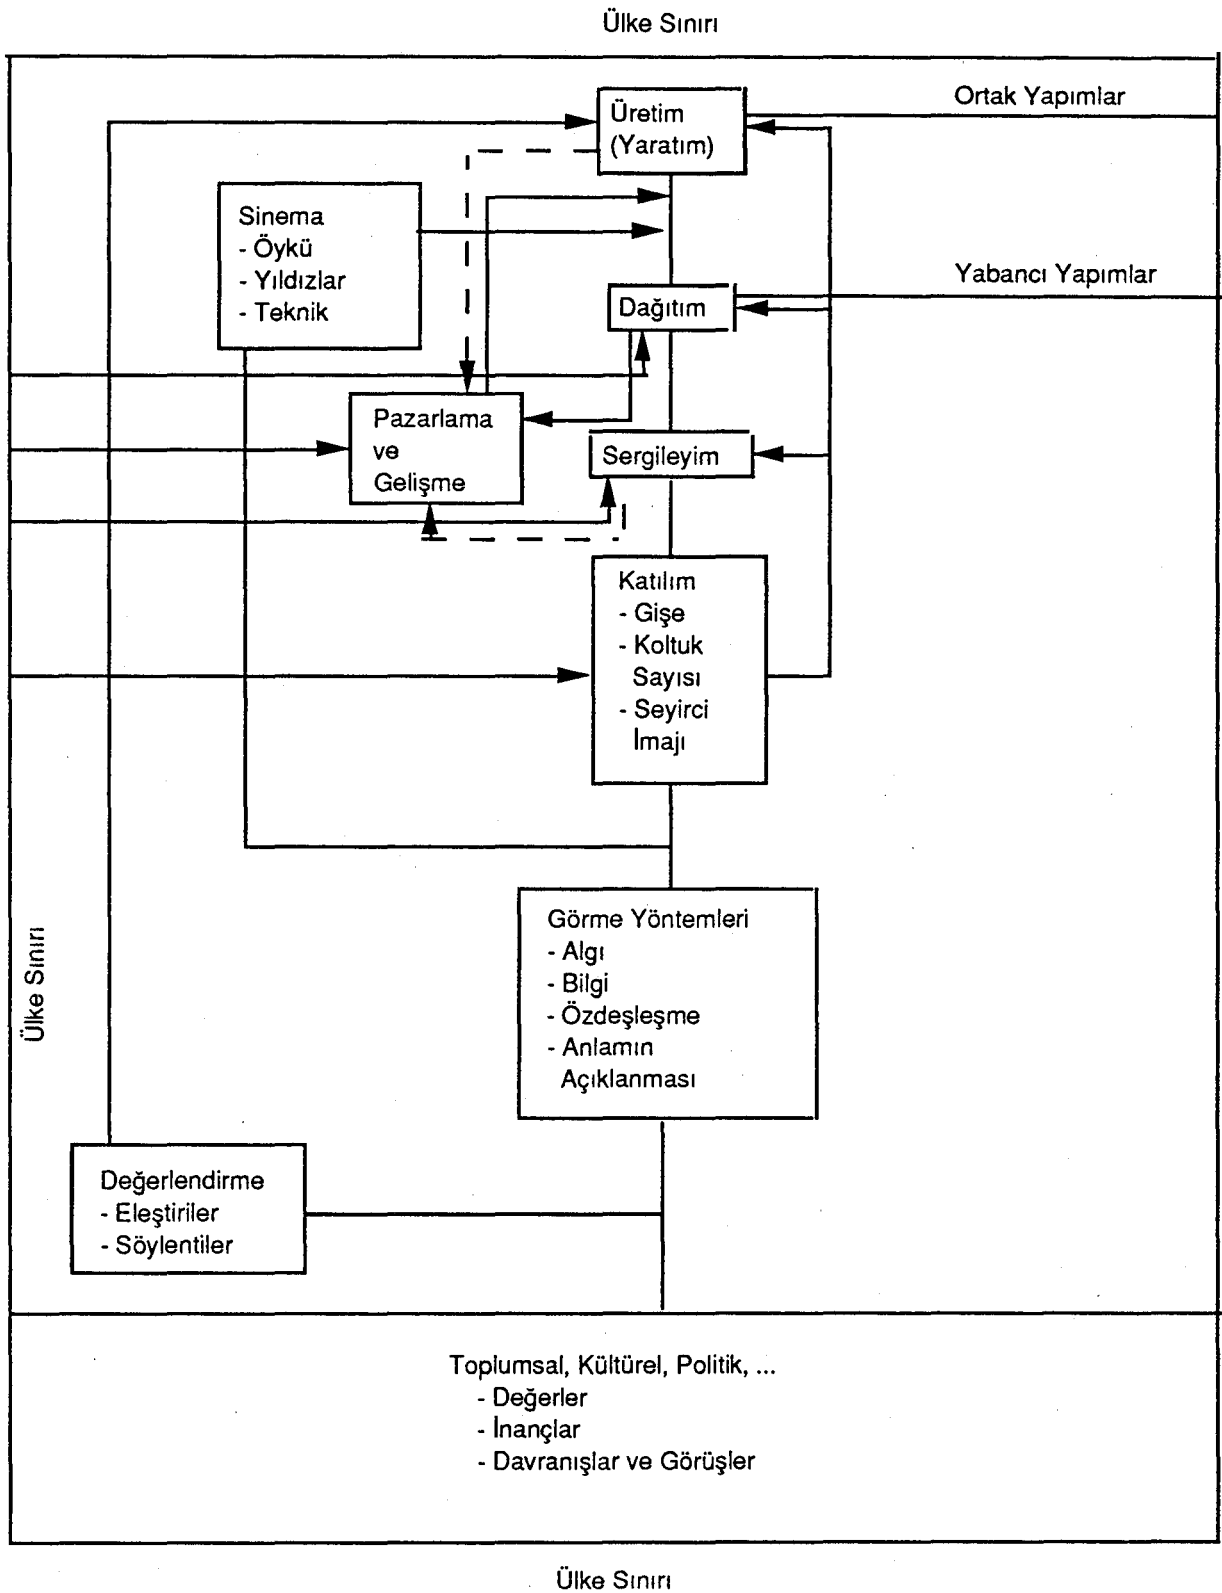 Ülke Sınırı
Ortak Yapımlar
Üretim
(Yaratım)
Sinema
- Öykü
- Yıldızlar
- Teknik
Yabancı Yapımlar
Dağıtım
Pazarlama
ve
Gelişme
Sergileyim
Katılım
- Gişe
- Koltuk
Sayısı
- Seyirci
İmajı
Görme Yöntemleri
- Algı
- Bilgi
- Özdeşleşme
- Anlamın
Açıklanması
Ülke Sınırı
Değerlendirme
- Eleştiriler
- Söylentiler
Toplumsal, Kültürel, Politik, ...
- Değerler
- İnançlar
- Davranışlar ve Görüşler
Ülke Sınırı